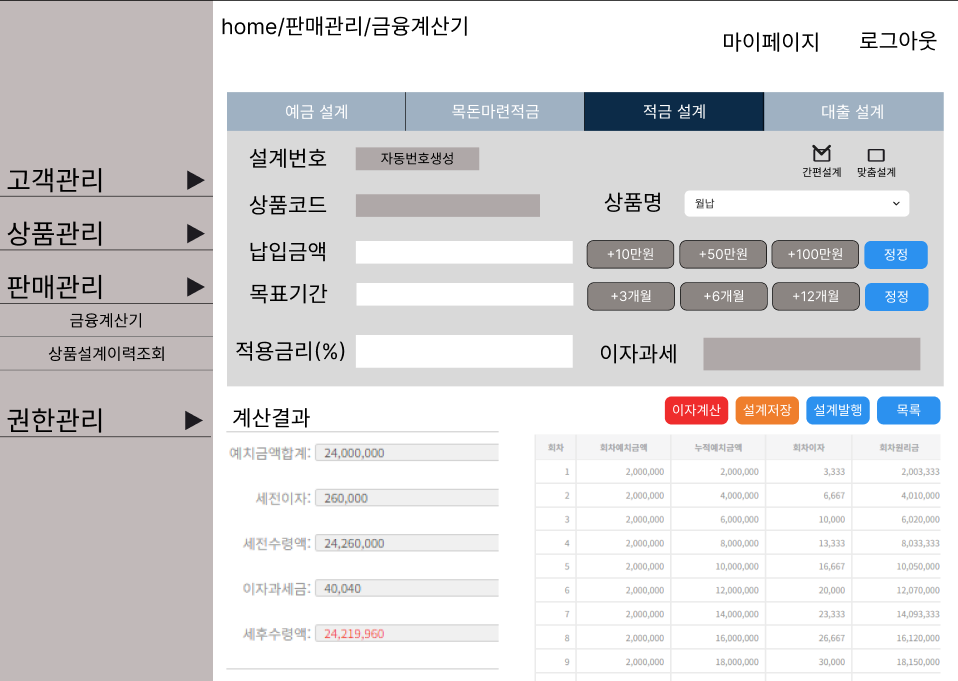 home/판매관리/금융계산기
마이페이지 로그아웃
고객관리
상품관리
판매관리
금융계산기
상품설계이력조회
권한관리
예금 설계 목돈마련적금 적금 설계 대출 설계
설계번호 자동번호생성
간편설계 맞춤설계
상품코드 상품명 월납
납입금액 +10만원 +50만원 +100만원 정정
목표기간 +3개월 +6개월 +12개월 정정
적용금리(%) 이자과세
이자계산 설계저장 설계발행 목록
계산결과
예치금액합계: 24,000,000
세전이자: 260,000
세전수령액: 24,260,000
이자과세금: 40,040
세후수령액: 24,219,960
회차 회차예치금액 누적예치금액 회차이자 회차원리금
1 2,000,000 2,000,000 3,333 2,003,333
2 2,000,000 4,000,000 6,667 4,010,000
3 2,000,000 6,000,000 10,000 6,020,000
4 2,000,000 8,000,000 13,333 8,033,333
5 2,000,000 10,000,000 16,667 10,050,000
6 2,000,000 12,000,000 20,000 12,070,000
7 2,000,000 14,000,000 23,333 14,093,333
8 2,000,000 16,000,000 26,667 16,120,000
9 2,000,000 18,000,000 30,000 18,150,000